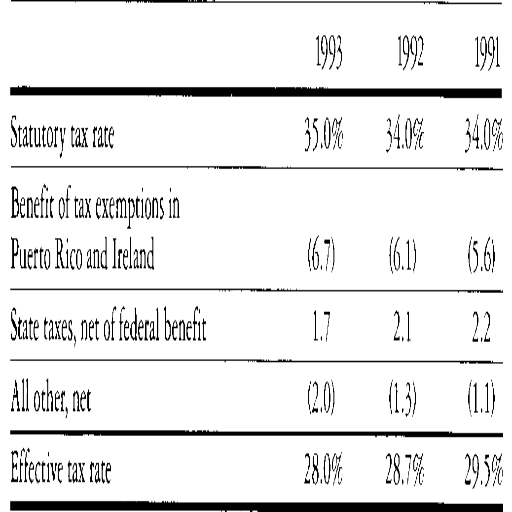 1993 1992 1991
Statutory tax rate 35.0% 34.0% 34.0%
Benefit of tax exemptions in
Puerto Rico and Ireland (6.7) (6.1) (5.6)
State taxes, net of federal benefit 1.7 2.1 2.2
All other, net (2.0) (1.3) (1.1)
Effective tax rate 28.0% 28.7% 29.5%